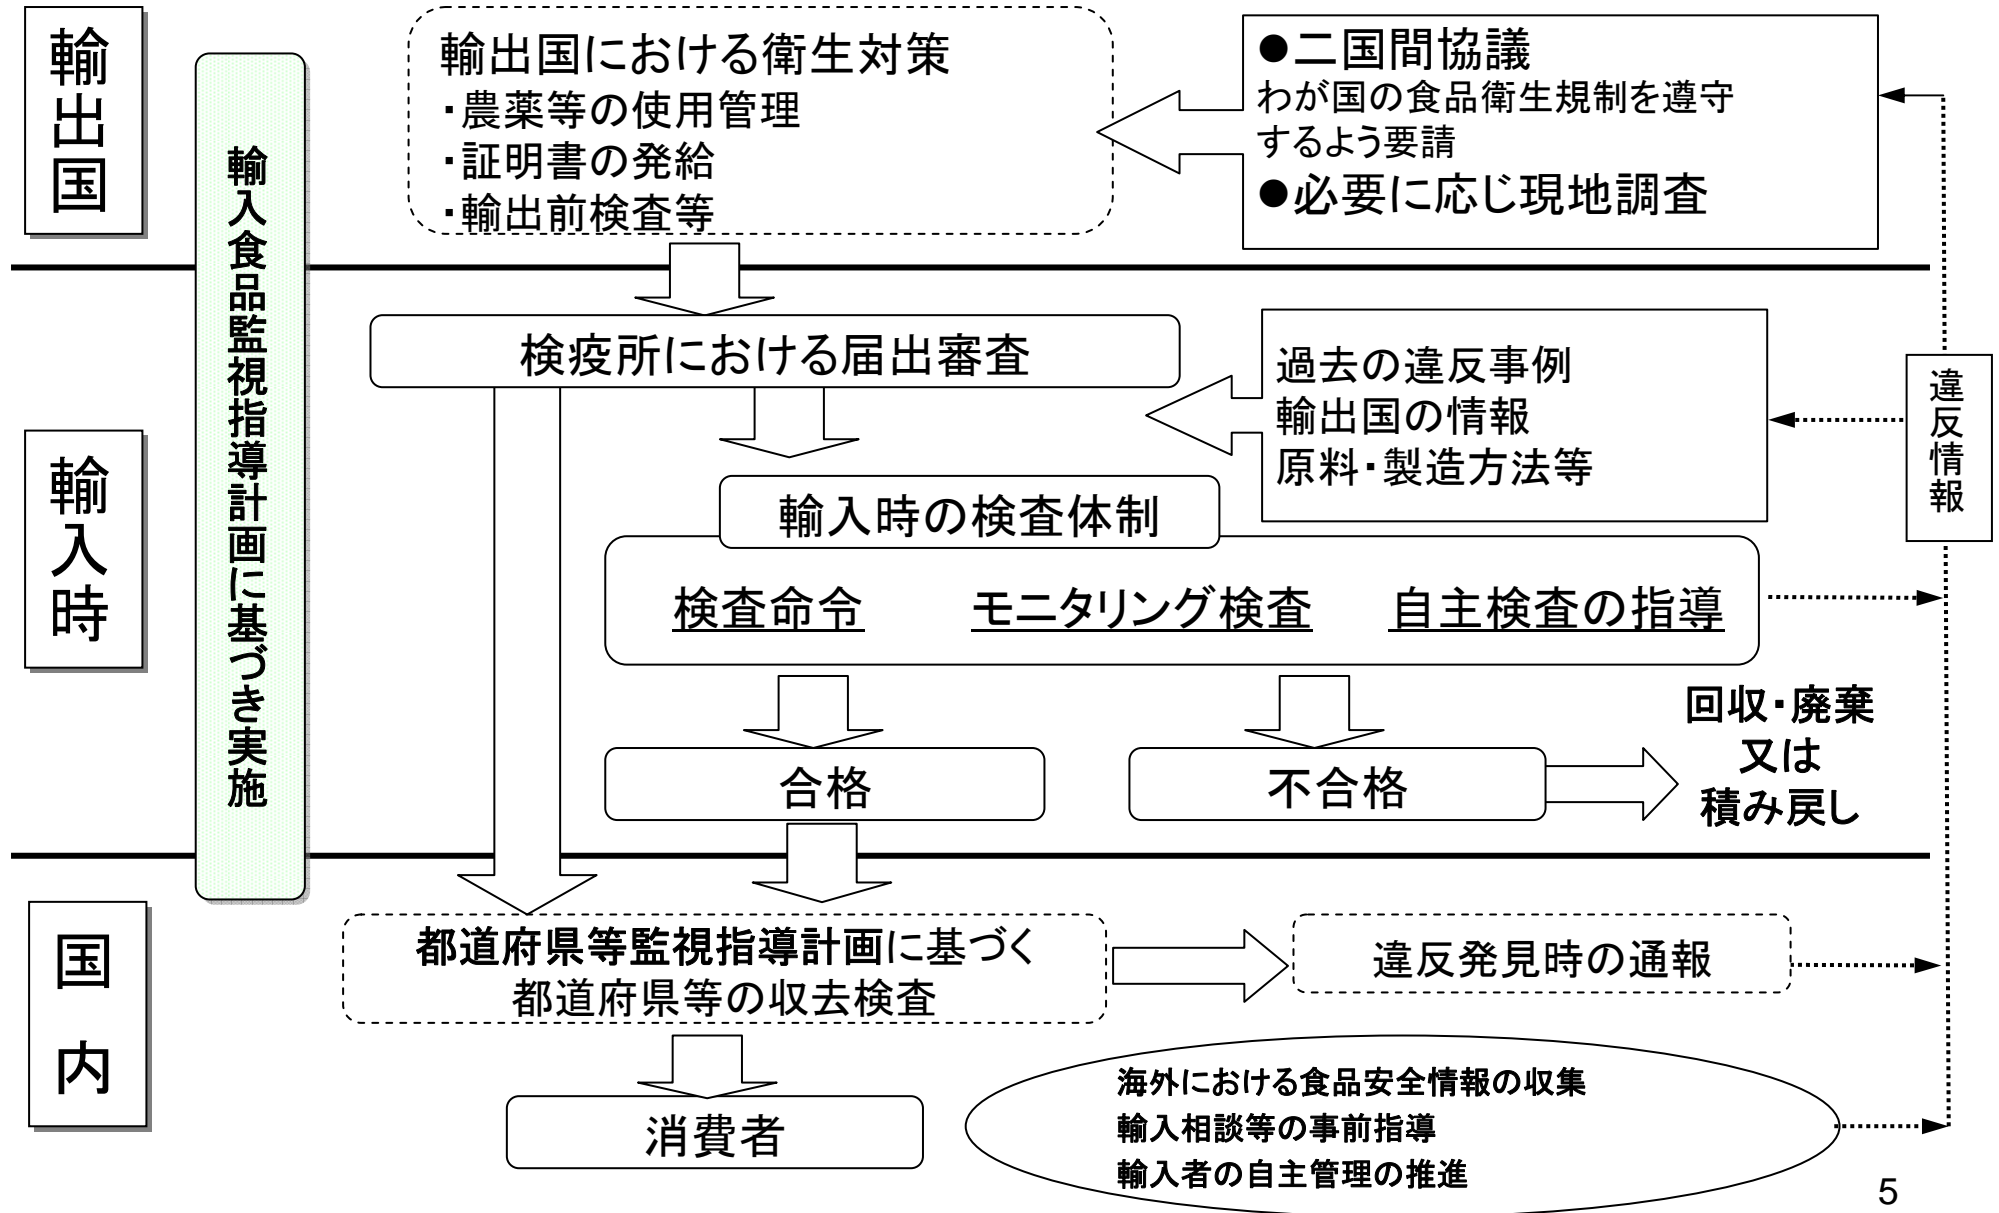 輸出国
輸入食品監視指導計画に基づき実施
輸出国における衛生対策
・農薬等の使用管理
・証明書の発給
・輸出前検査等
●二国間協議
わが国の食品衛生規制を遵守
するよう要請
●必要に応じ現地調査
輸入時
検疫所における届出審査
過去の違反事例
輸出国の情報
原料・製造方法等
違反情報
輸入時の検査体制
検査命令 モニタリング検査 自主検査の指導
合格
不合格
回収・廃棄
又は
積み戻し
国内
都道府県等監視指導計画に基づく
都道府県等の収去検査
違反発見時の通報
消費者
海外における食品安全情報の収集
輸入相談等の事前指導
輸入者の自主管理の推進
5